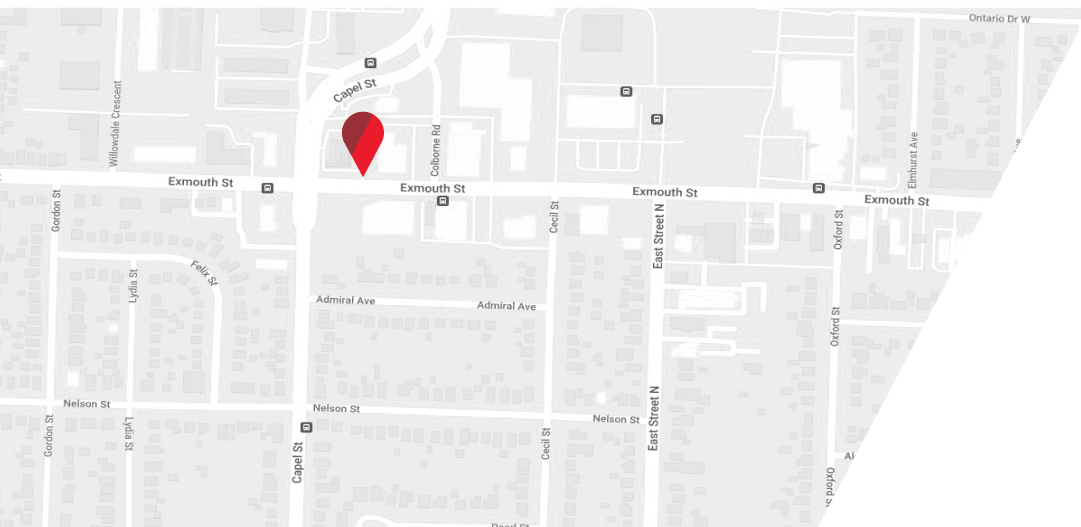 Ontario Dr W
Capel St
Willowdale Crescent
Colborne Rd
Elmhurst Ave
Exmouth St
Exmouth St
Exmouth St
Exmouth St
Gordon St
Cecil St
East Street N
Oxford St
Felix St
Lydia St
Admiral Ave
Admiral Ave
Oxford St
Nelson St
Nelson St
Nelson St
East Street N
Gordon St
Lydia St
Capel St
Cecil St
Oxford St